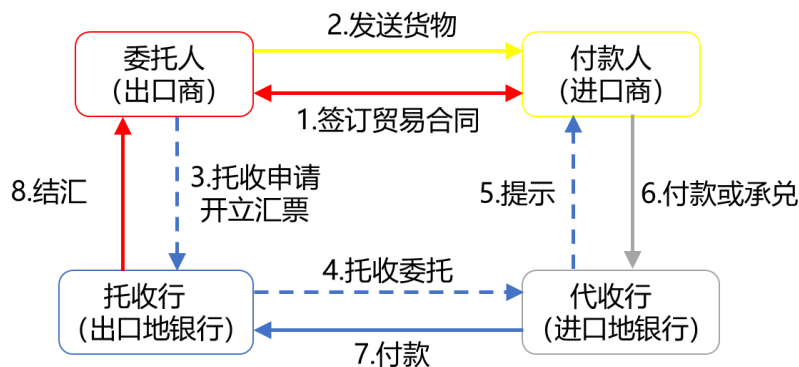 2.发送货物
委托人
（出口商）
付款人
（进口商）
1.签订贸易合同
8.结汇
3.托收申请
开立汇票
5.提示
6.付款或承兑
4.托收委托
托收行
（出口地银行）
代收行
（进口地银行）
7.付款